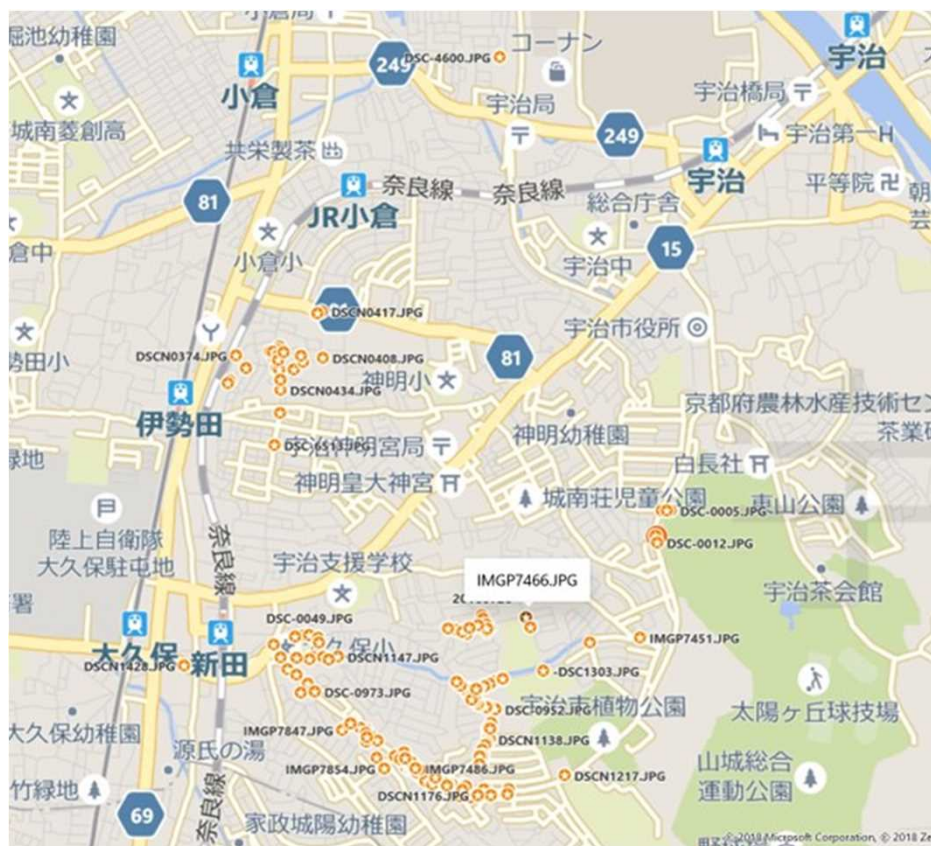 小倉局
堀池幼稚園
249
DSC-4600.JPG
コーナン
宇治
小倉
宇治局
宇治橋局
城南菱創高
249
宇治第一H
共栄製茶
奈良線
奈良線
宇治
平等院
81
JR小倉
総合庁舎
15
倉中
小倉小
宇治中
DSCN0417.JPG
宇治市役所
81
勢田小
DSCN0374.JPG
DSCN0408.JPG
神明小
DSCN0434.JPG
伊勢田
京都府農林水産技術セン
茶業研
神明幼稚園
神明宮局
白長社
緑地
神明皇大神宮
城南荘児童公園
東山公園
DSC-0005.JPG
陸上自衛隊
大久保駐屯地
奈良線
DSC-0012.JPG
宇治支援学校
IMGP7466.JPG
宇治茶会館
署
DSC-0049.JPG
大久保
新田
久保小
IMGP7451.JPG
DSCN1428.JPG
DSCN1147.JPG
-DSC1303.JPG
DSC-0973.JPG
宇治市植物公園
DSC-0952.JPG
太陽ヶ丘球技場
大久保幼稚園
IMGP7847.JPG
DSCN1138.JPG
源氏の湯
IMGP7854.JPG
IMGP7486.JPG
DSCN1217.JPG
山城総合
運動公園
竹緑地
DSCN1176.JPG
69
奈良線
家政城陽幼稚園
© 2018 Microsoft Corporation, © 2018 Ze